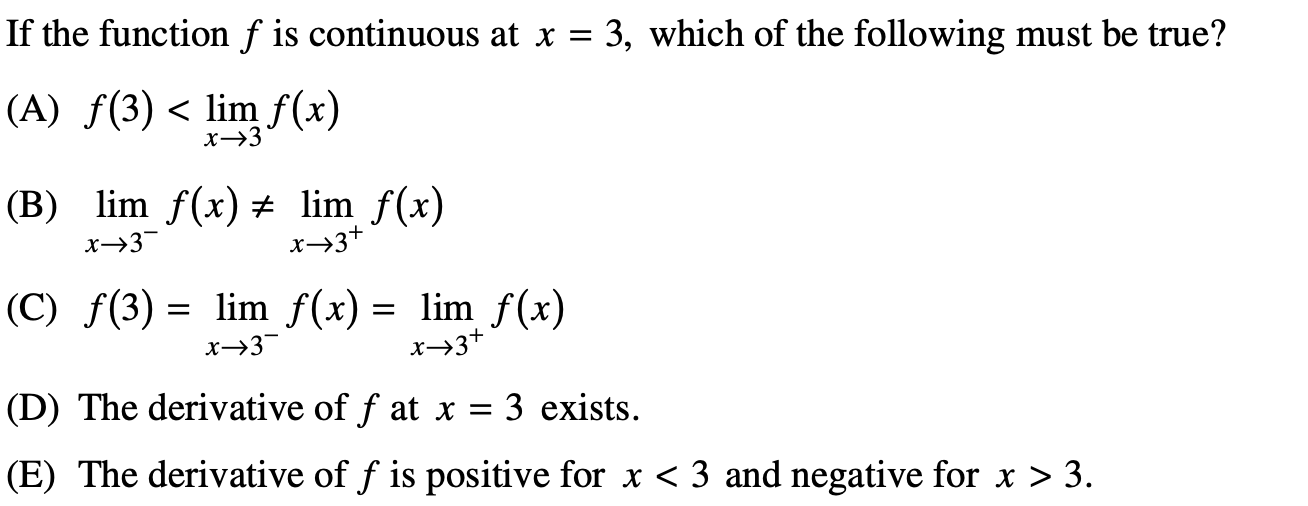 If the function f is continuous at x = 3, which of the following must be true?
(A) f(3) < lim f(x)
x→3
(B) lim f(x) ≠ lim f(x)
x→3⁻ x→3⁺
(C) f(3) = lim f(x) = lim f(x)
x→3⁻ x→3⁺
(D) The derivative of f at x = 3 exists.
(E) The derivative of f is positive for x < 3 and negative for x > 3.